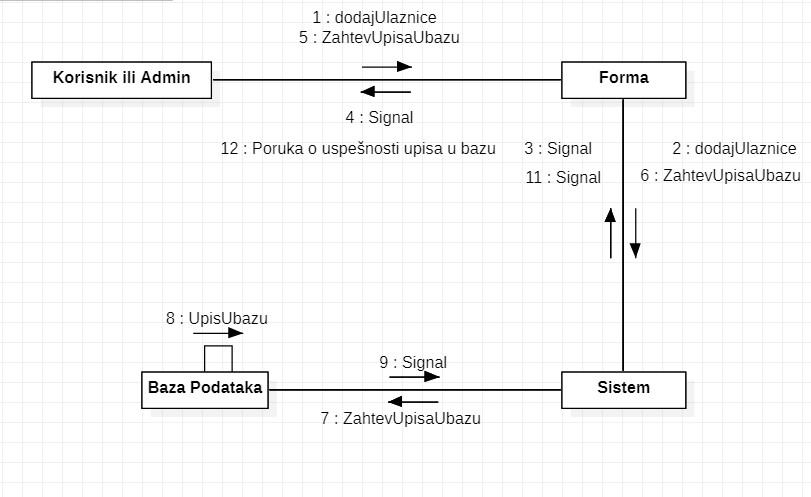 1 : dodajUlaznice
5 : ZahtevUpisaUbazu
Korisnik ili Admin
Forma
4 : Signal
12 : Poruka o uspešnosti upisa u bazu
3 : Signal
2 : dodajUlaznice
11 : Signal
6 : ZahtevUpisaUbazu
8 : UpisUbazu
9 : Signal
Baza Podataka
Sistem
7 : ZahtevUpisaUbazu